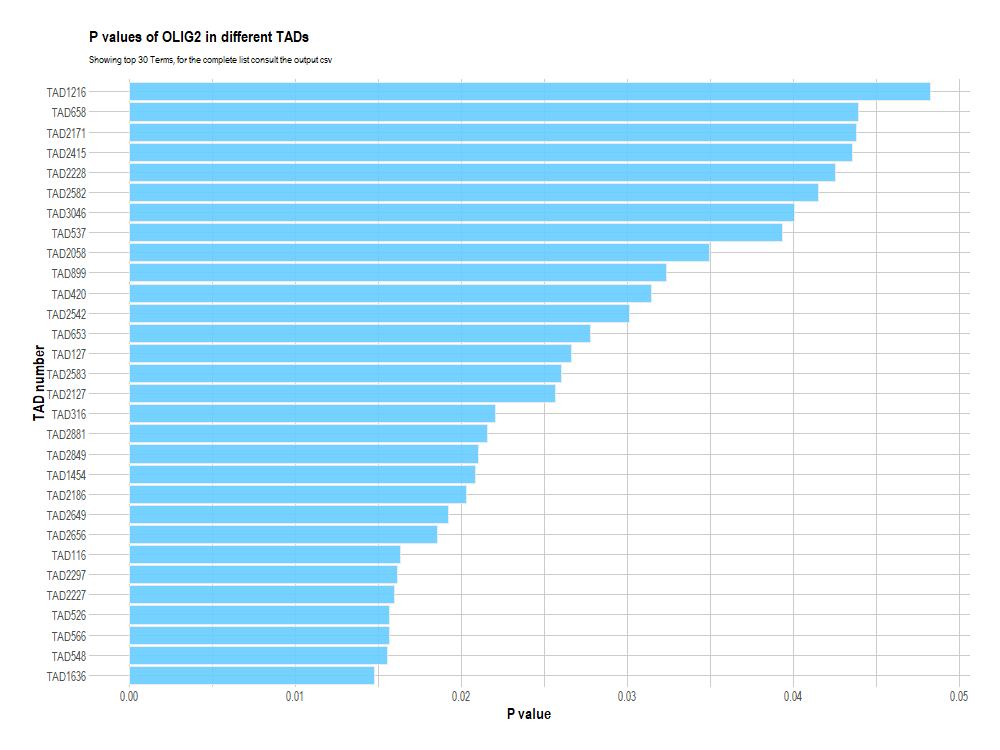 P values of OLIG2 in different TADs
Showing top 30 Terms, for the complete list consult the output csv
TAD number
TAD1216
TAD658
TAD2171
TAD2415
TAD2228
TAD2582
TAD3046
TAD537
TAD2058
TAD899
TAD420
TAD2542
TAD653
TAD127
TAD2583
TAD2127
TAD316
TAD2881
TAD2849
TAD1454
TAD2186
TAD2649
TAD2656
TAD116
TAD2297
TAD2227
TAD526
TAD566
TAD548
TAD1636
0.00 0.01 0.02 0.03 0.04 0.05
P value